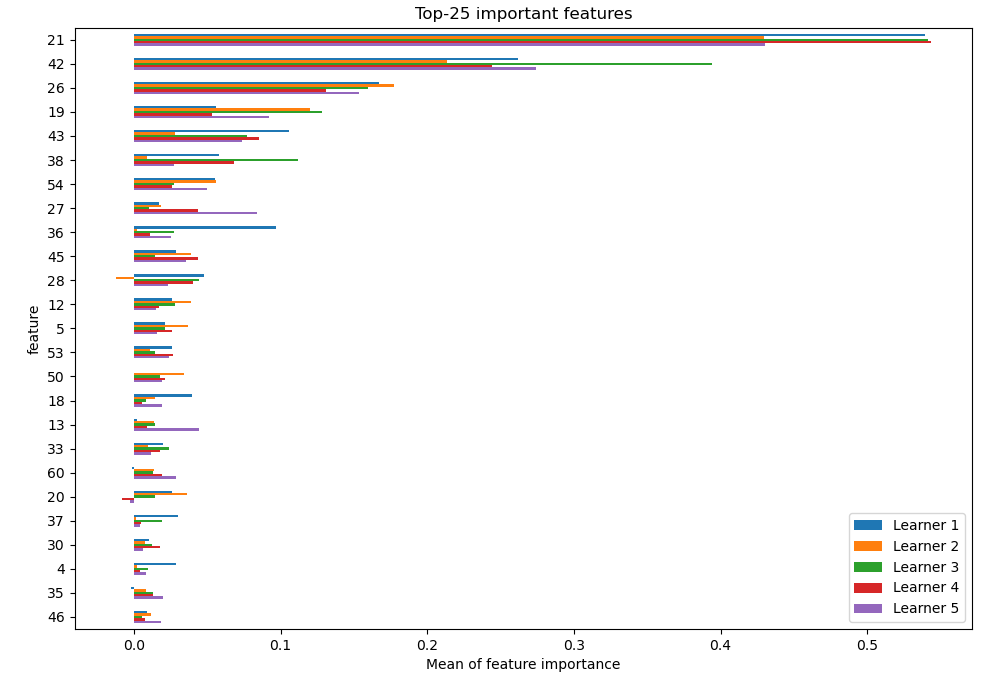 Top-25 important features
21
42
26
19
43
38
54
27
36
45
28
12
5
53
50
18
13
33
60
20
37
30
4
35
46
feature
0.0 0.1 0.2 0.3 0.4 0.5
Mean of feature importance
Learner 1
Learner 2
Learner 3
Learner 4
Learner 5